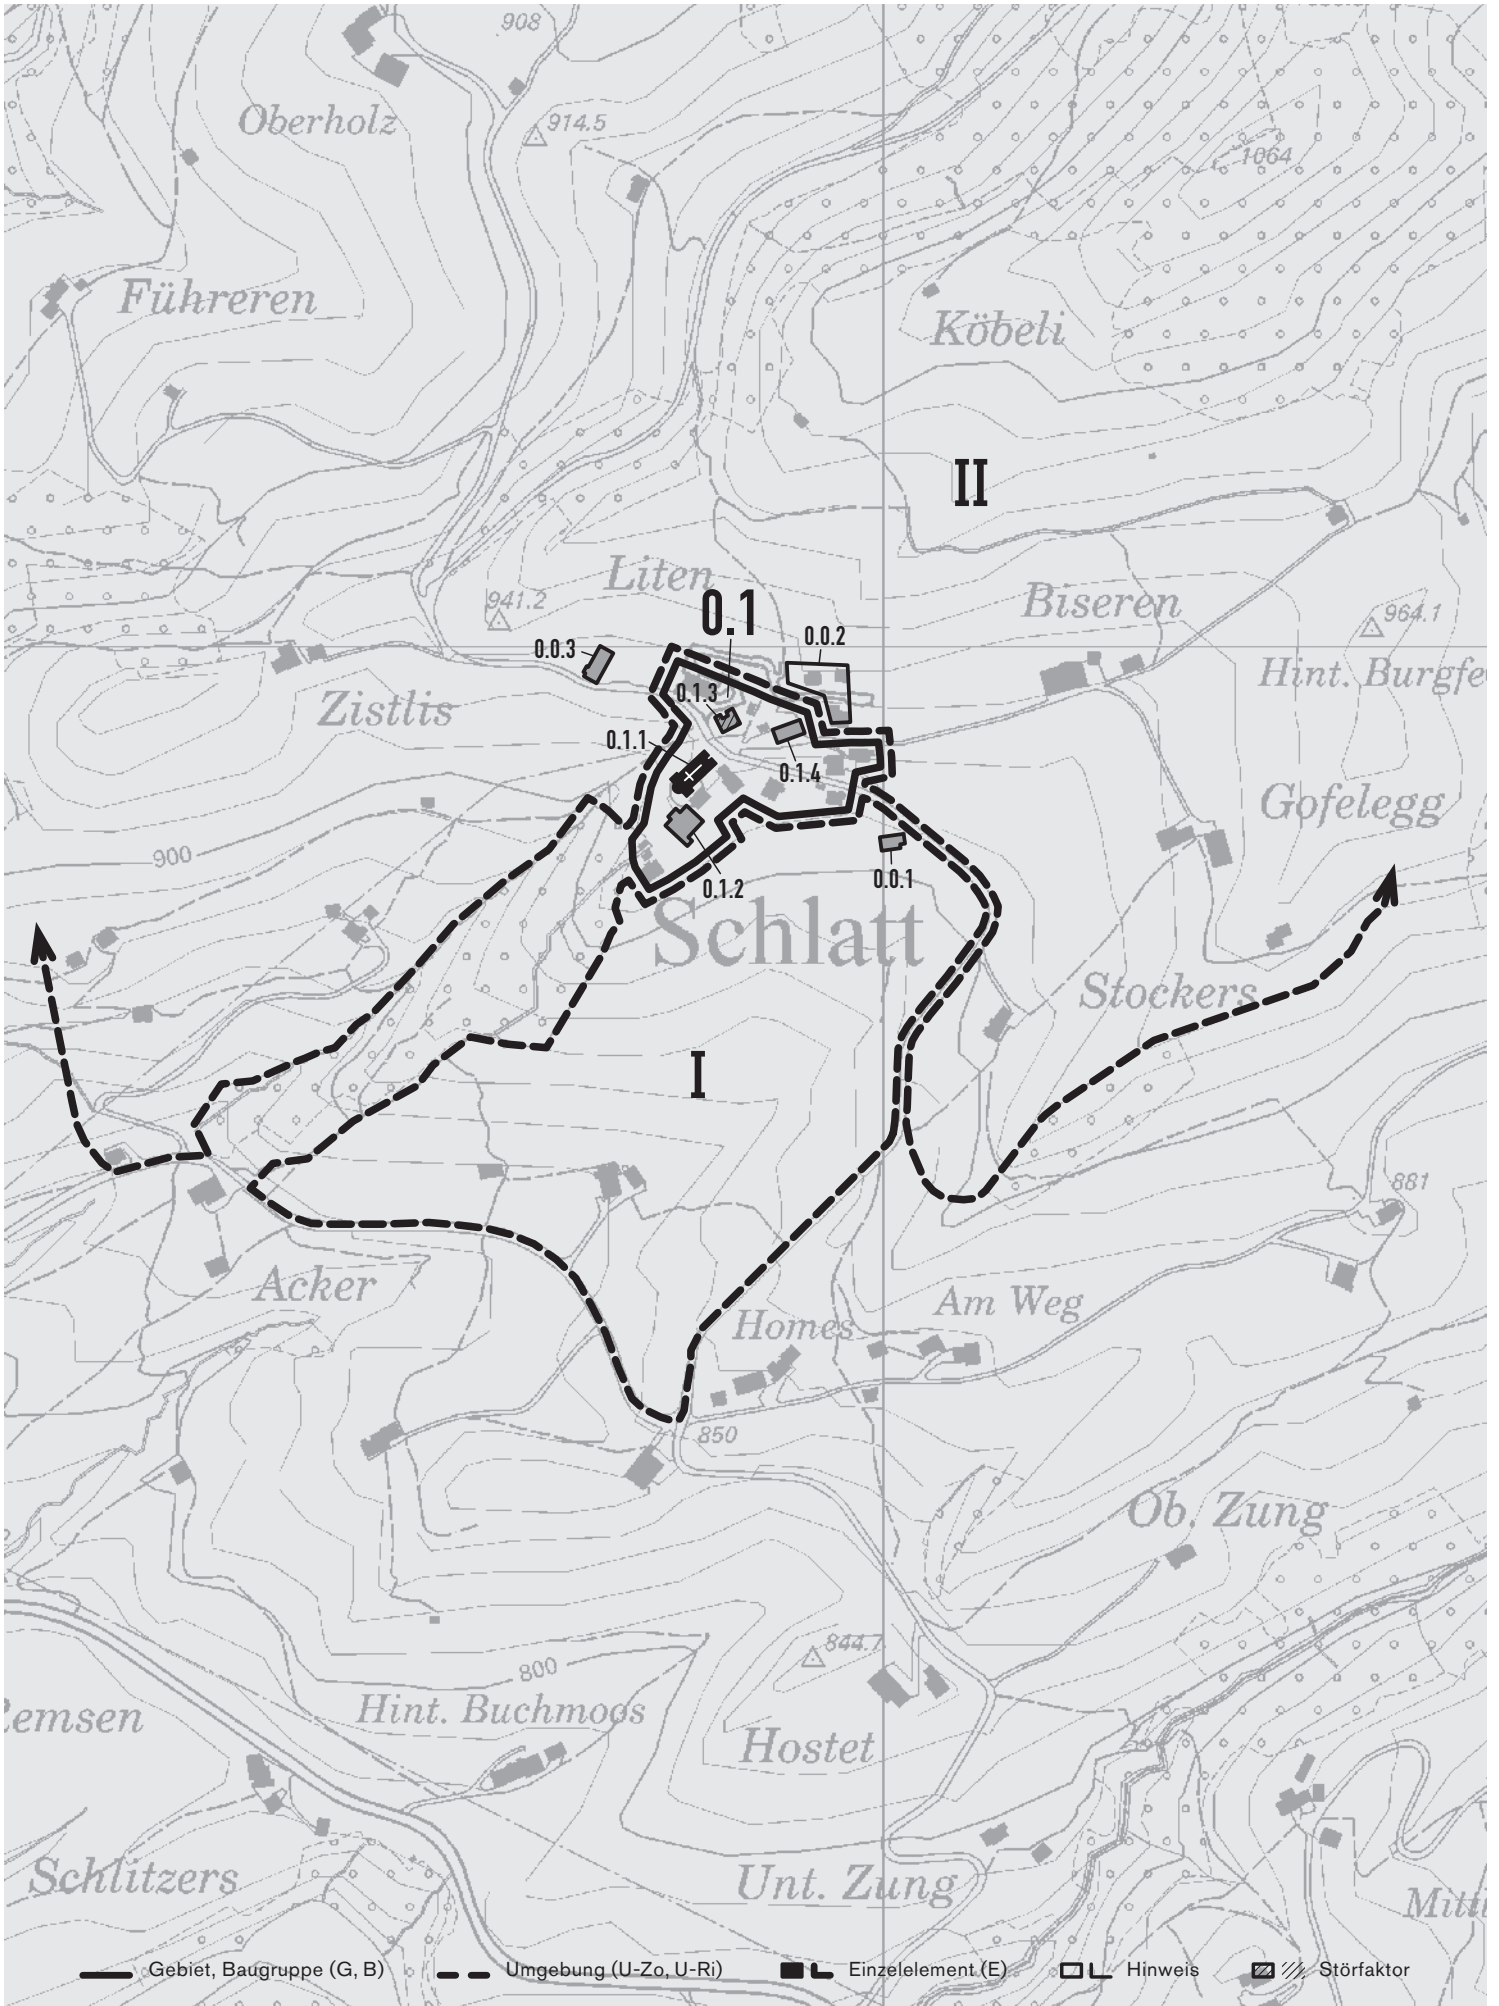 .908
Oberholz
914.5
1064
Führeren
Köbeli
II
Liten
941.2
0.1
Biseren
964.1
0.0.3
0.0.2
Zistlis
0.1.3
Hint. Burgfe
0.1.1
0.1.4
Gofelegg
900
0.0.1
0.1.2
Schlatt
Stockers
I
881
Acker
Am Weg
Homes
850
Ob. Zung
844.7
800
Hint. Buchmoos
emsen
Hostet
Schlitzers
Unt. Zung
Gebiet, Baugruppe (G, B) Umgebung (U-Zo, U-Ri) Einzelelement (E) Hinweis Störfaktor